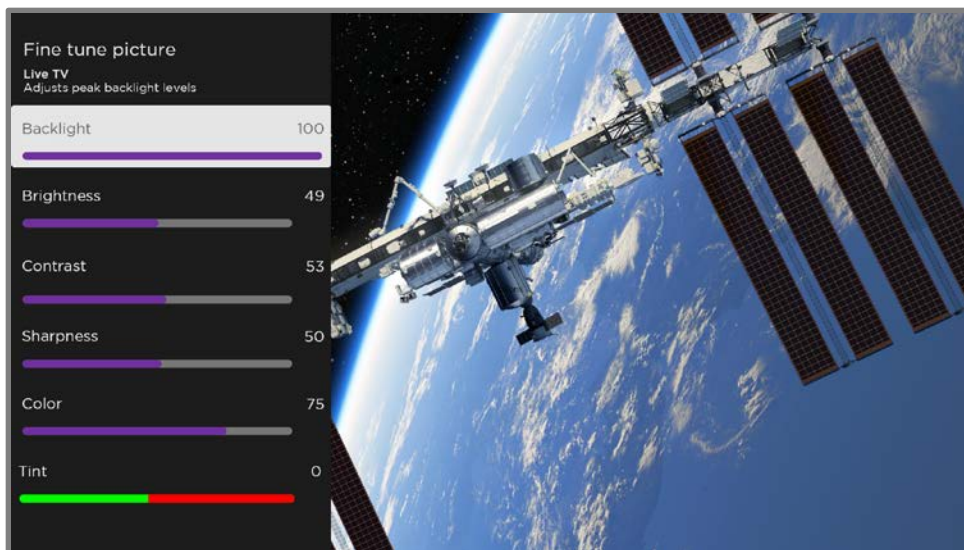 Fine tune picture
Live TV
Adjusts peak backlight levels
Backlight 100
Brightness 49
Contrast 53
Sharpness 50
Color 75
Tint 0